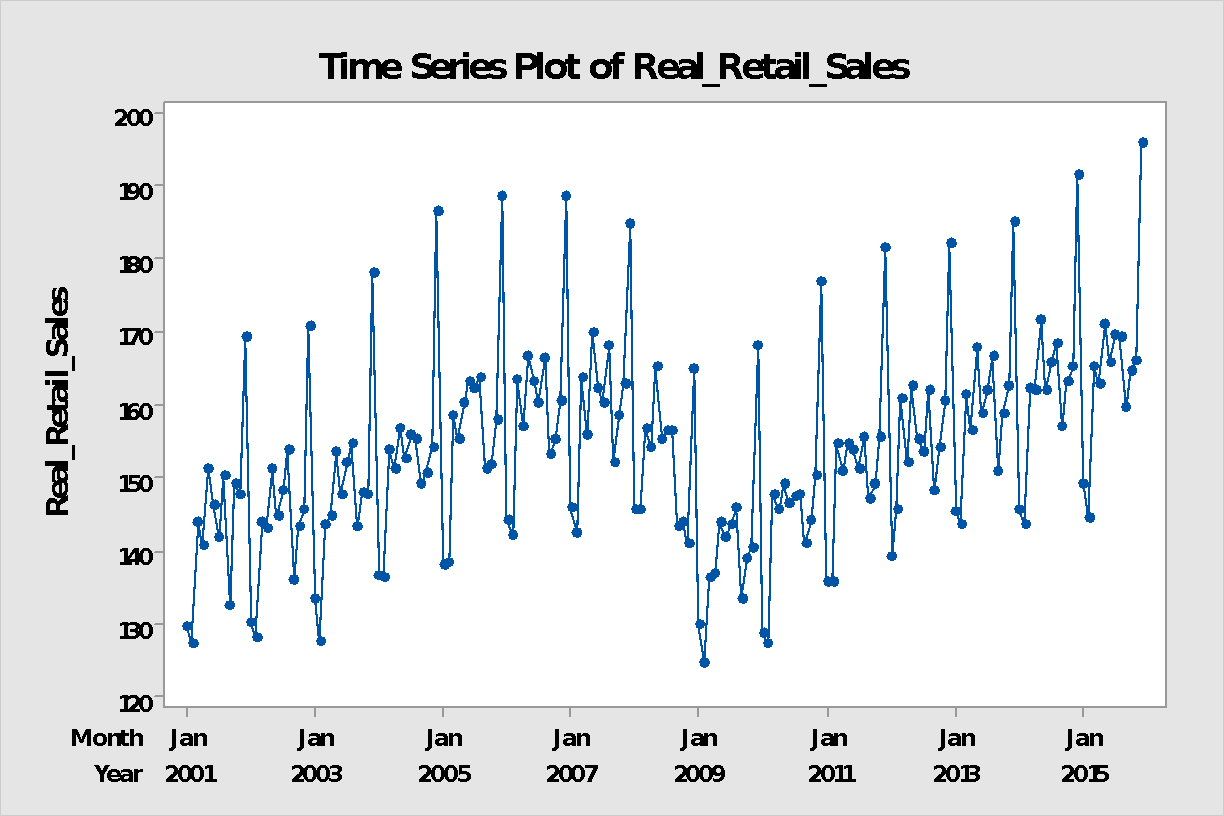 Time Series Plot of Real_Retail_Sales
Real_Retail_Sales
200
190
180
170
160
150
140
130
120
Month Jan Jan Jan Jan Jan Jan Jan Jan
Year 2001 2003 2005 2007 2009 2011 2013 2015